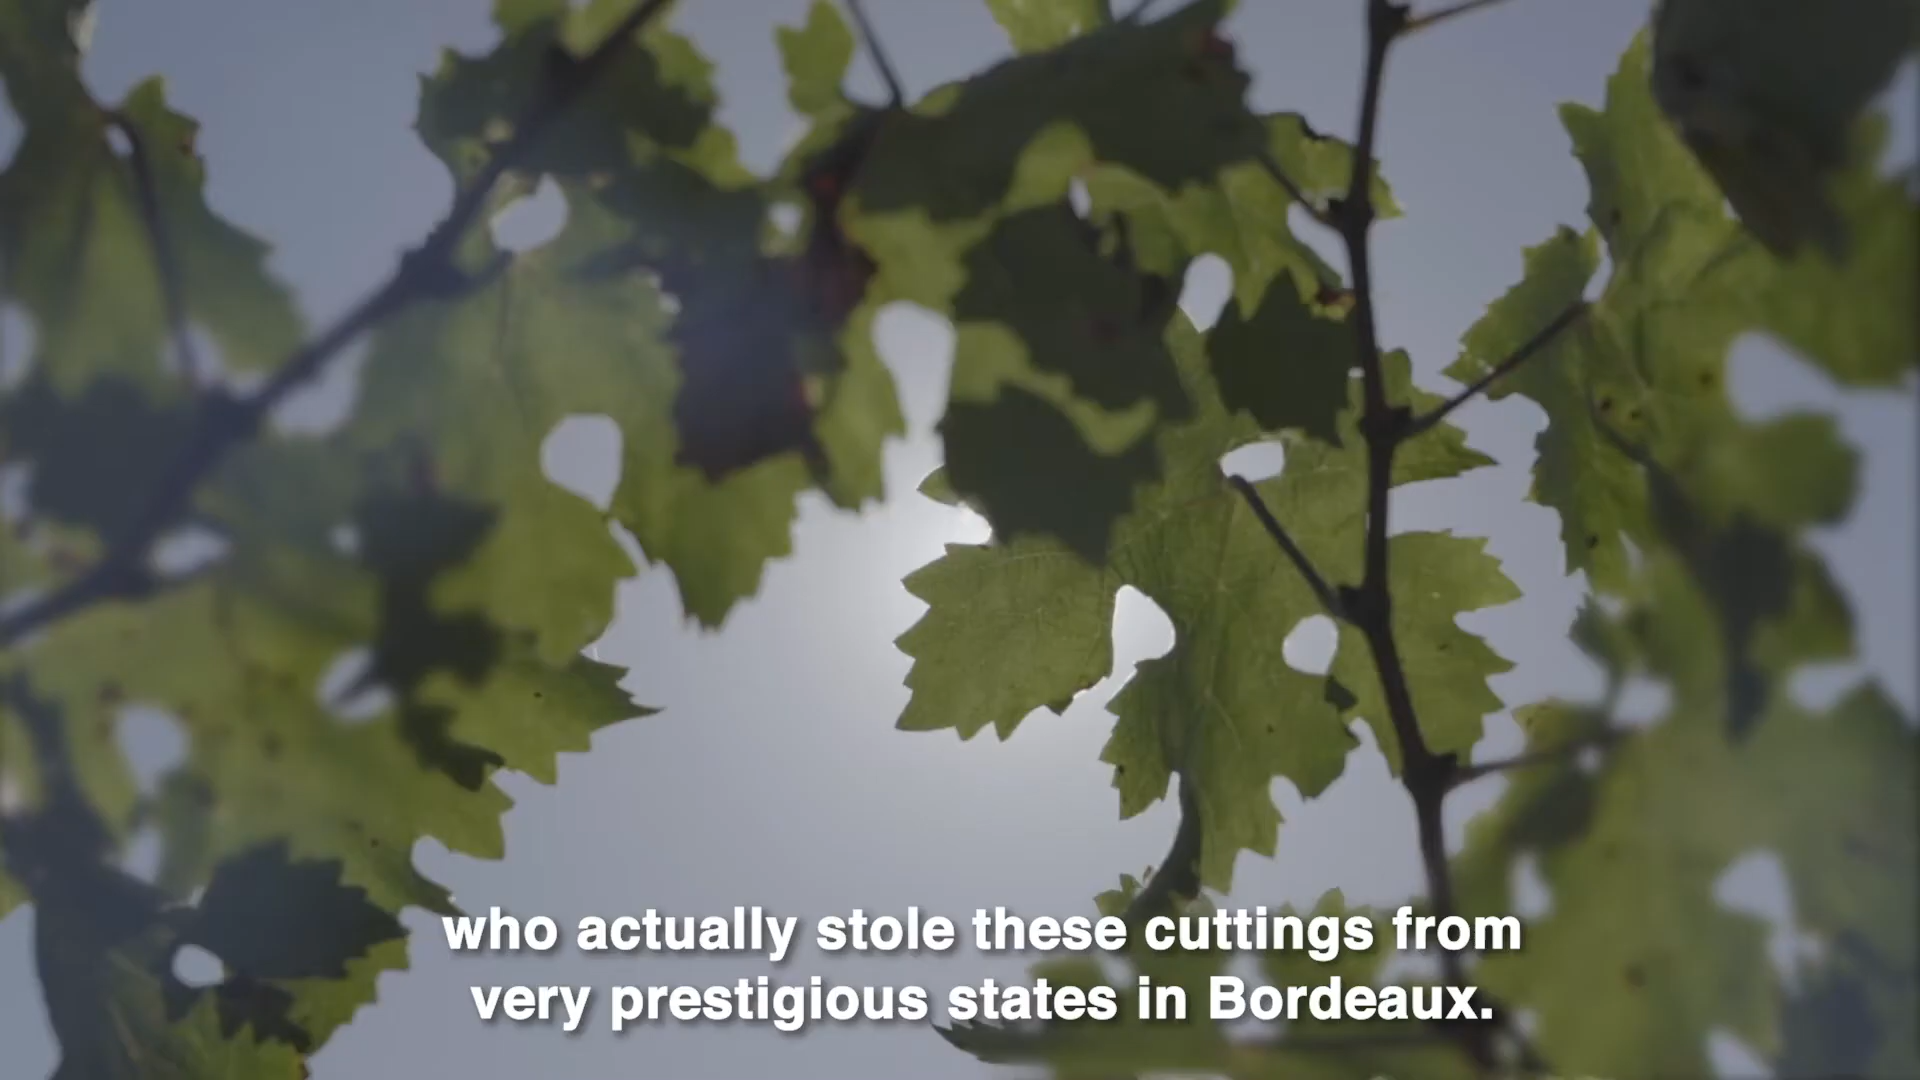 who actually stole these cuttings from
very prestigious states in Bordeaux.